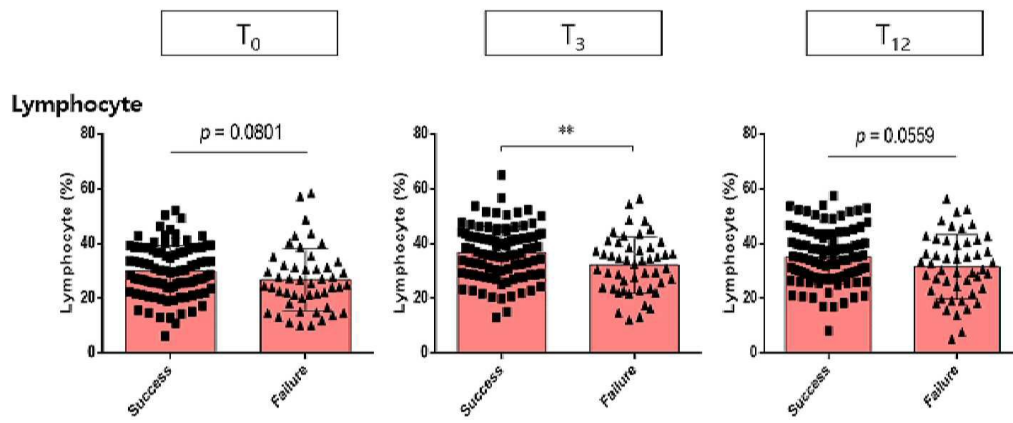 T0
T3
T12
Lymphocyte
p = 0.0801
**
p = 0.0559
Lymphocyte (%)
80
60
40
20
0
Success
Failure
Lymphocyte (%)
80
60
40
20
0
Success
Failure
Lymphocyte (%)
80
60
40
20
0
Success
Failure